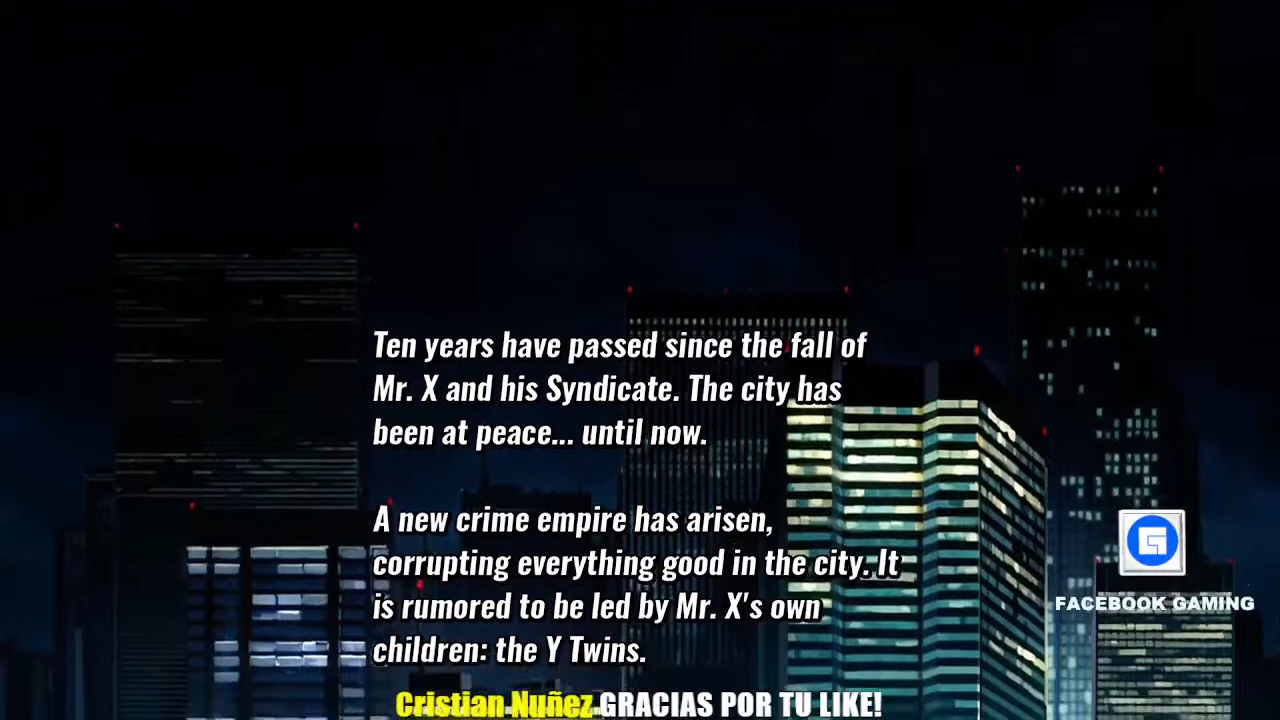 Ten years have passed since the fall of
Mr. X and his Syndicate. The city has
been at peace... until now.
A new crime empire has arisen,
corrupting everything good in the city. It
is rumored to be led by Mr. X's own
children: the Y Twins.
FACEBOOK GAMING
Cristian Nuñez GRACIAS POR TU LIKE!